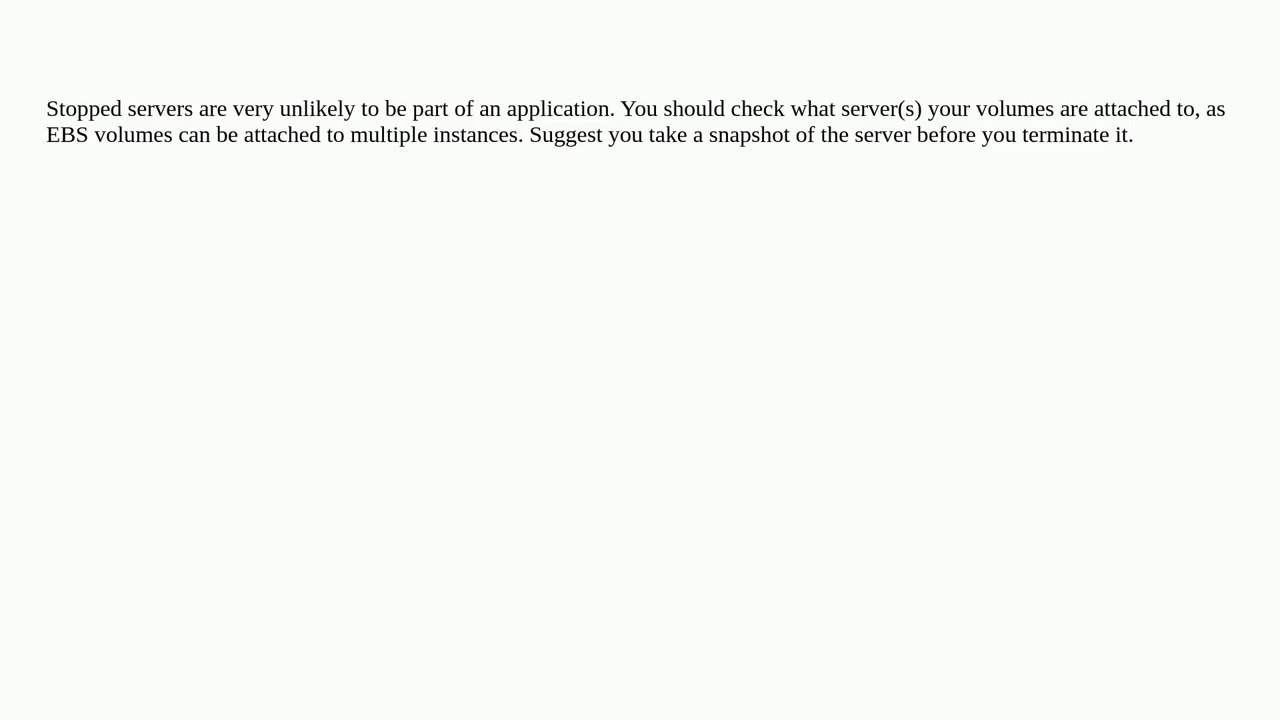 Stopped servers are very unlikely to be part of an application. You should check what server(s) your volumes are attached to, as
EBS volumes can be attached to multiple instances. Suggest you take a snapshot of the server before you terminate it.